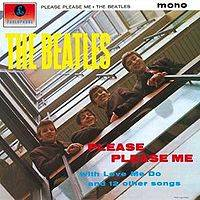 PARLOPHONE
PLEASE PLEASE ME • THE BEATLES
mono
THE BEATLES
PLEASE
PLEASE ME
with Love Me Do
and 12 other songs